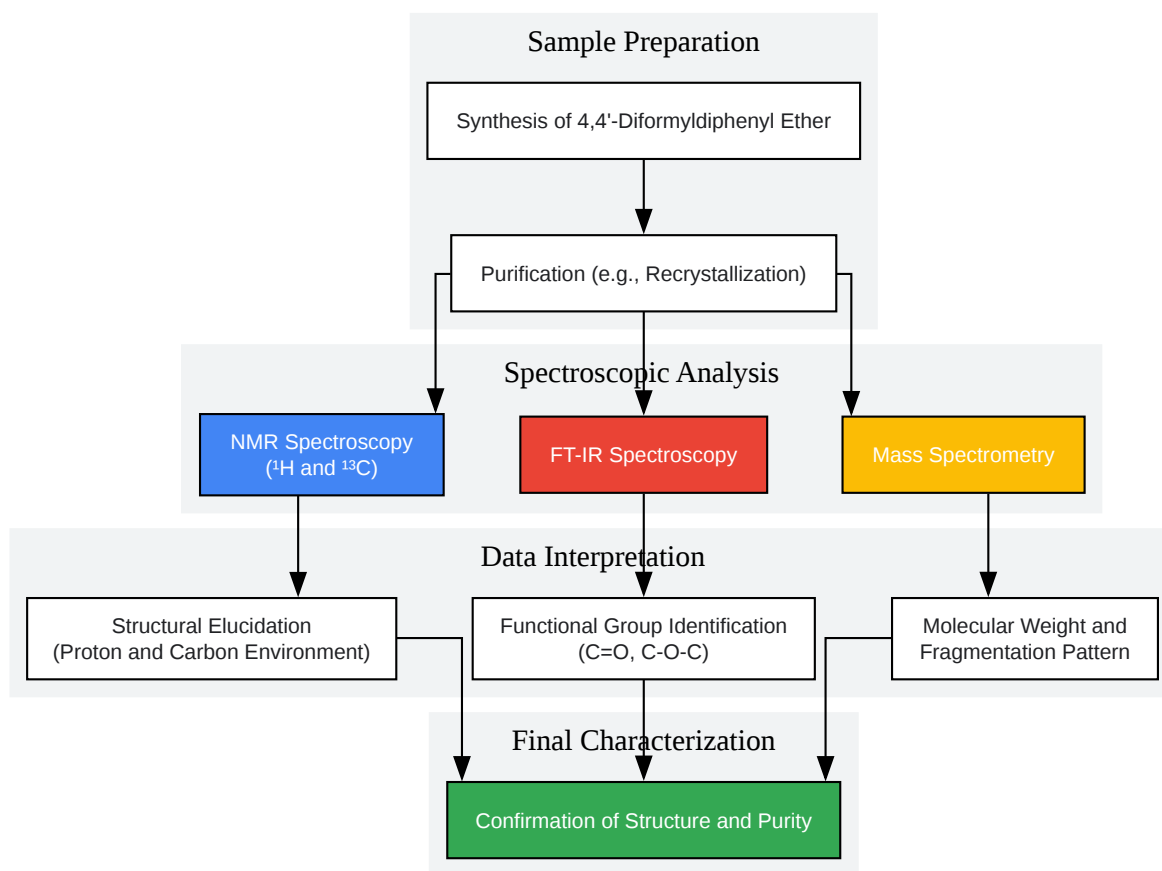 Sample Preparation
Synthesis of 4,4'-Diformyldiphenyl Ether
Purification (e.g., Recrystallization)
Spectroscopic Analysis
NMR Spectroscopy
(¹H and ¹³C)
FT-IR Spectroscopy
Mass Spectrometry
Data Interpretation
Structural Elucidation
(Proton and Carbon Environment)
Functional Group Identification
(C=O, C-O-C)
Molecular Weight and
Fragmentation Pattern
Final Characterization
Confirmation of Structure and Purity